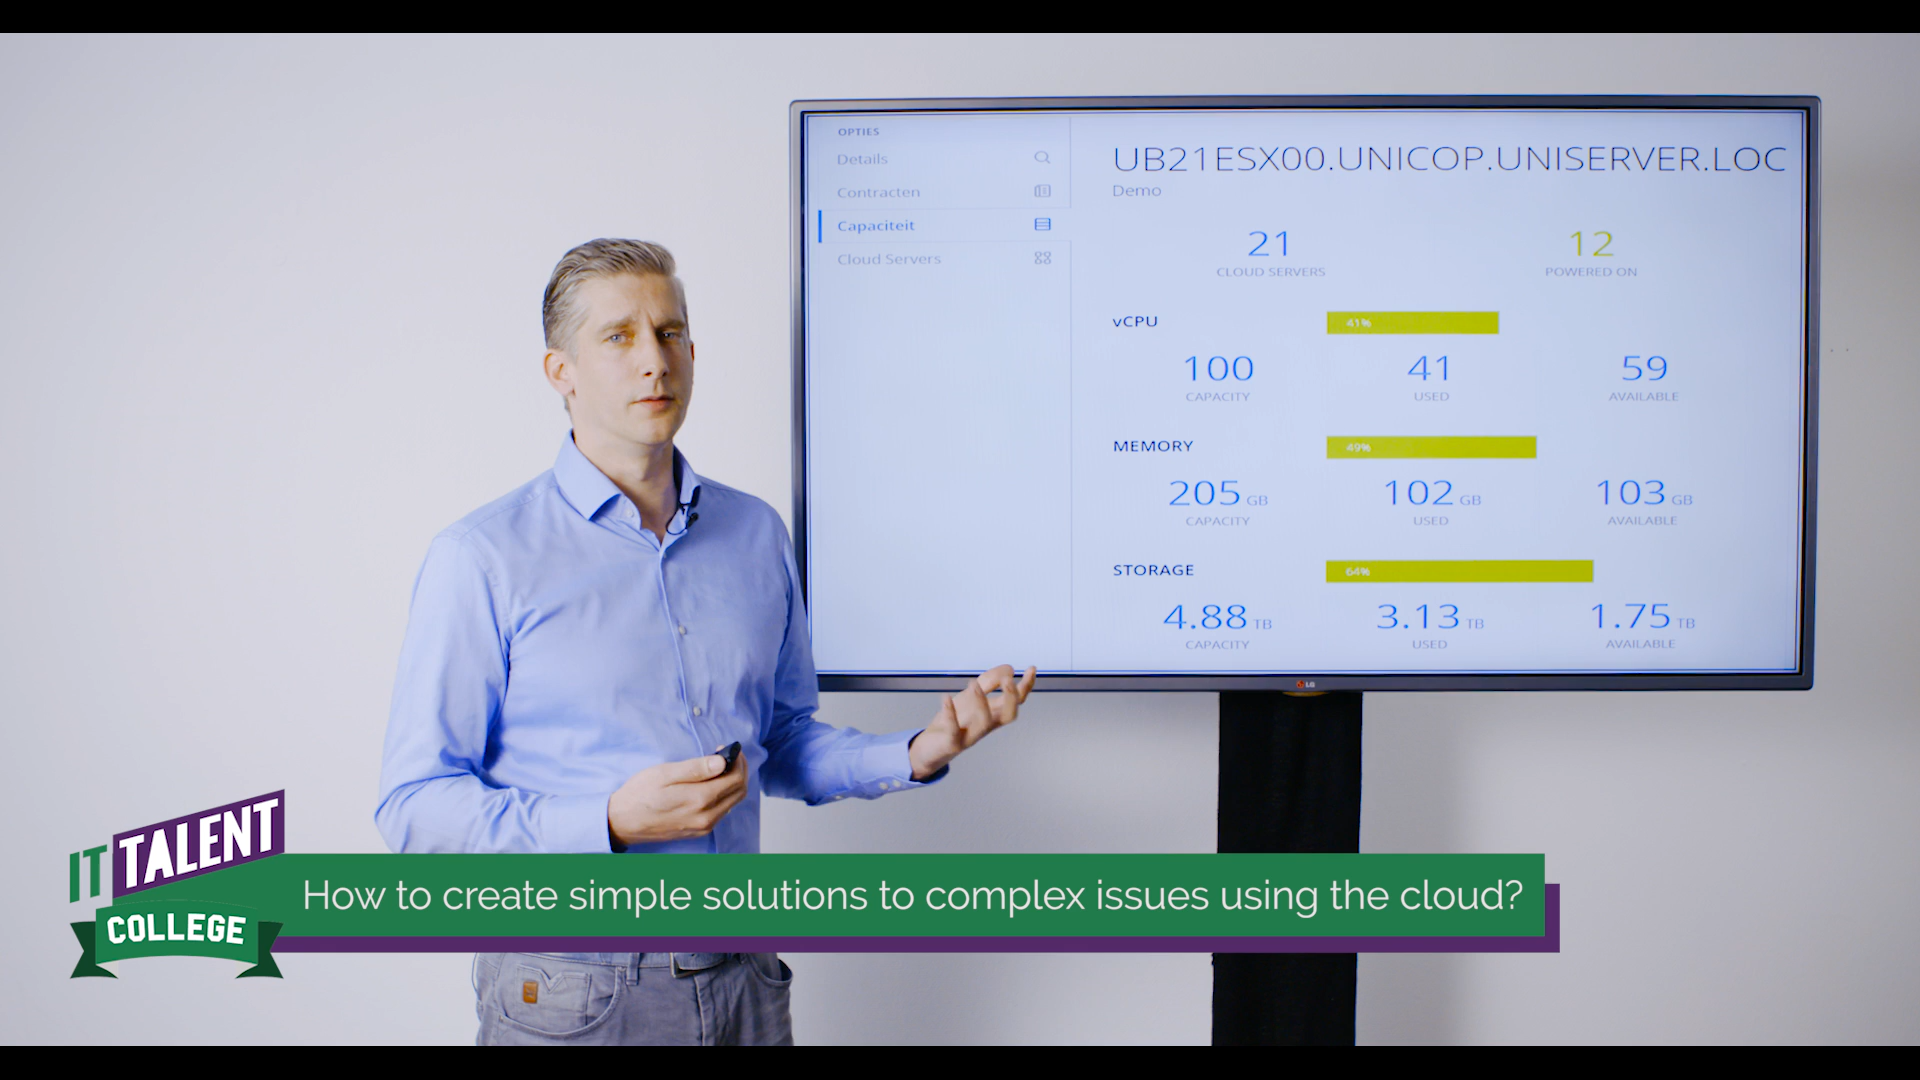 OPTIES
Details
Contracten
Capaciteit
Cloud Servers
UB21ESX00.UNICOP.UNISERVER.LOC
Demo
21 12
CLOUD SERVERS POWERED ON
vCPU 41%
100 41 59
CAPACITY USED AVAILABLE
MEMORY 49%
205 GB 102 GB 103 GB
CAPACITY USED AVAILABLE
STORAGE 64%
4.88 TB 3.13 TB 1.75 TB
CAPACITY USED AVAILABLE
LG
IT TALENT
COLLEGE
How to create simple solutions to complex issues using the cloud?